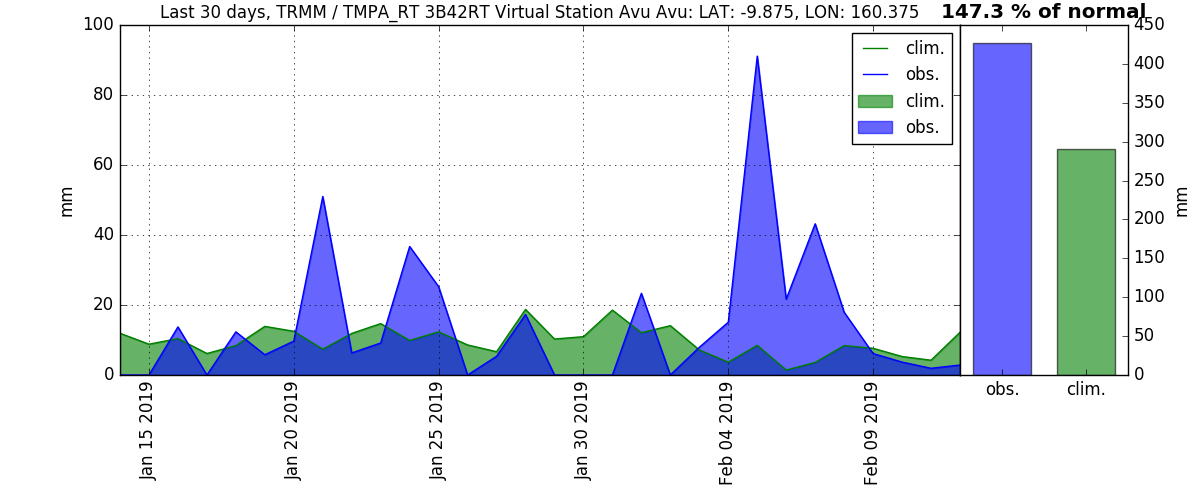 Last 30 days, TRMM / TMPA_RT 3B42RT Virtual Station Avu Avu: LAT: -9.875, LON: 160.375
147.3 % of normal
100
80
60
40
20
0
mm
clim.
obs.
clim.
obs.
450
400
350
300
250
200
150
100
50
0
mm
Jan 15 2019
Jan 20 2019
Jan 25 2019
Jan 30 2019
Feb 04 2019
Feb 09 2019
obs.
clim.